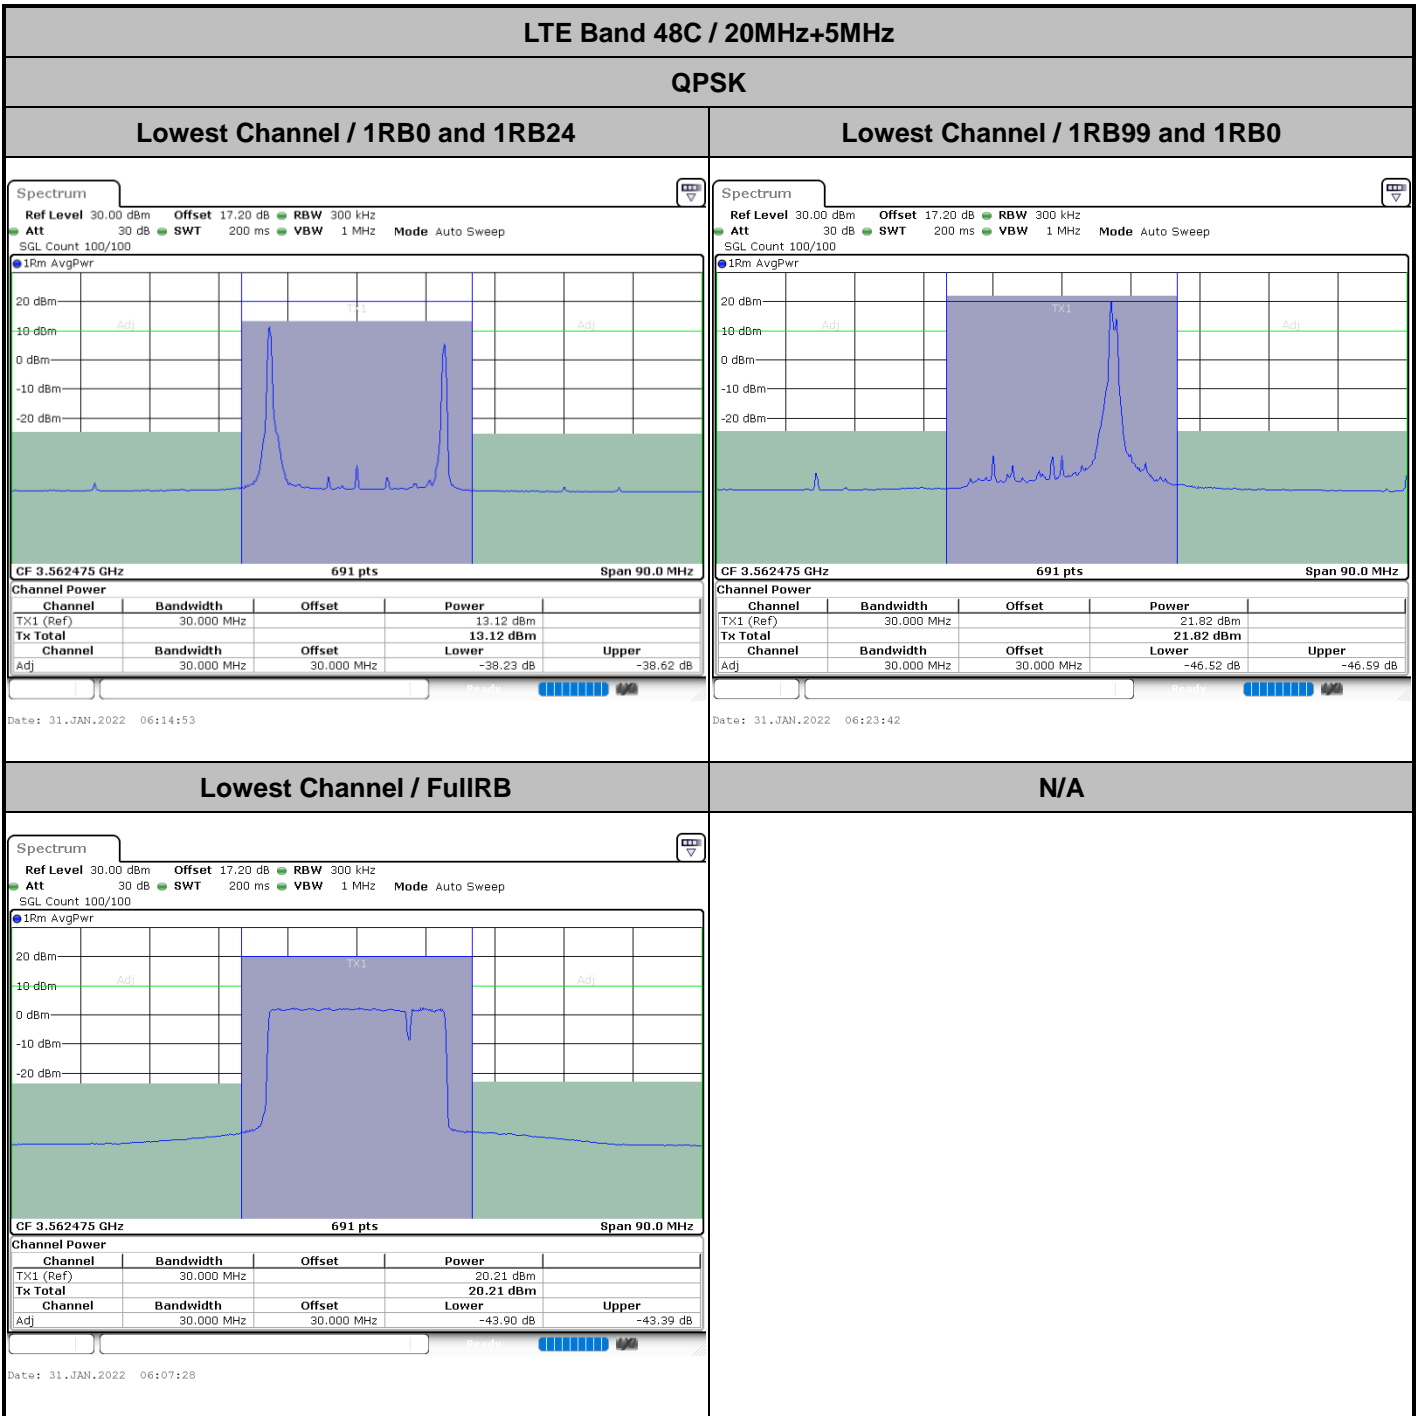 LTE Band 48C / 20MHz+5MHz
QPSK
Lowest Channel / 1RB0 and 1RB24
Lowest Channel / 1RB99 and 1RB0
Spectrum
Ref Level 30.00 dBm Offset 17.20 dB RBW 300 kHz
Att 30 dB SWT 200 ms VBW 1 MHz Mode Auto Sweep
SGL Count 100/100
1Rm AvgPwr
20 dBm
10 dBm
0 dBm
-10 dBm
-20 dBm
Adj
TX1
Adj
CF 3.562475 GHz 691 pts Span 90.0 MHz
Channel Power
Channel Bandwidth Offset Power
TX1 (Ref) 30.000 MHz 13.12 dBm
Tx Total 13.12 dBm
Channel Bandwidth Offset Lower Upper
Adj 30.000 MHz 30.000 MHz -38.23 dB -38.62 dB
Ready
Date: 31.JAN.2022 06:14:53
Spectrum
Ref Level 30.00 dBm Offset 17.20 dB RBW 300 kHz
Att 30 dB SWT 200 ms VBW 1 MHz Mode Auto Sweep
SGL Count 100/100
1Rm AvgPwr
20 dBm
10 dBm
0 dBm
-10 dBm
-20 dBm
Adj
TX1
Adj
CF 3.562475 GHz 691 pts Span 90.0 MHz
Channel Power
Channel Bandwidth Offset Power
TX1 (Ref) 30.000 MHz 21.82 dBm
Tx Total 21.82 dBm
Channel Bandwidth Offset Lower Upper
Adj 30.000 MHz 30.000 MHz -46.52 dB -46.59 dB
Ready
Date: 31.JAN.2022 06:23:42
Lowest Channel / FullRB
N/A
Spectrum
Ref Level 30.00 dBm Offset 17.20 dB RBW 300 kHz
Att 30 dB SWT 200 ms VBW 1 MHz Mode Auto Sweep
SGL Count 100/100
1Rm AvgPwr
20 dBm
10 dBm
0 dBm
-10 dBm
-20 dBm
Adj
TX1
Adj
CF 3.562475 GHz 691 pts Span 90.0 MHz
Channel Power
Channel Bandwidth Offset Power
TX1 (Ref) 30.000 MHz 20.21 dBm
Tx Total 20.21 dBm
Channel Bandwidth Offset Lower Upper
Adj 30.000 MHz 30.000 MHz -43.90 dB -43.39 dB
Ready
Date: 31.JAN.2022 06:07:28